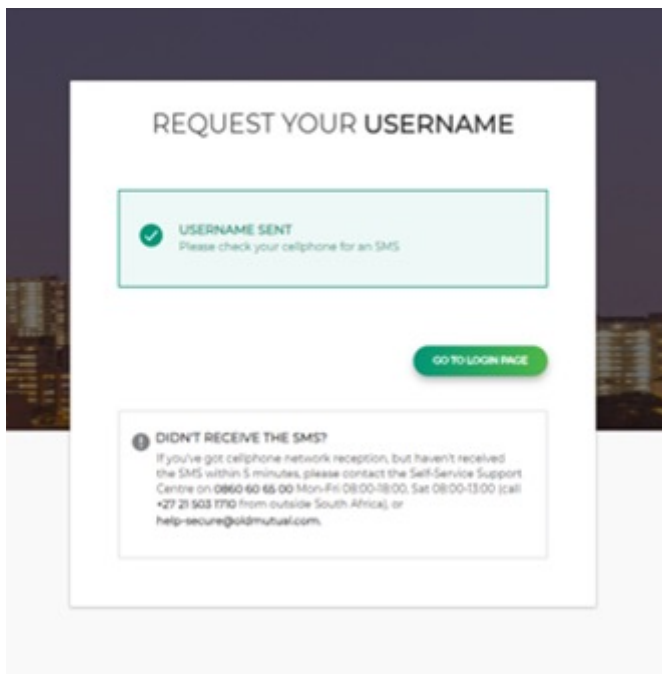 REQUEST YOUR USERNAME
USERNAME SENT
Please check your cellphone for an SMS
GO TO LOGIN PAGE
DIDN'T RECEIVE THE SMS?
If you've got cellphone network reception, but haven't received
the SMS within 5 minutes, please contact the Self-Service Support
Centre on 0860 60 65 00 Mon-Fri 08:00-18:00, Sat 08:00-13:00 (call
+27 21 503 1710 from outside South Africa), or
help-secure@oldmutual.com.